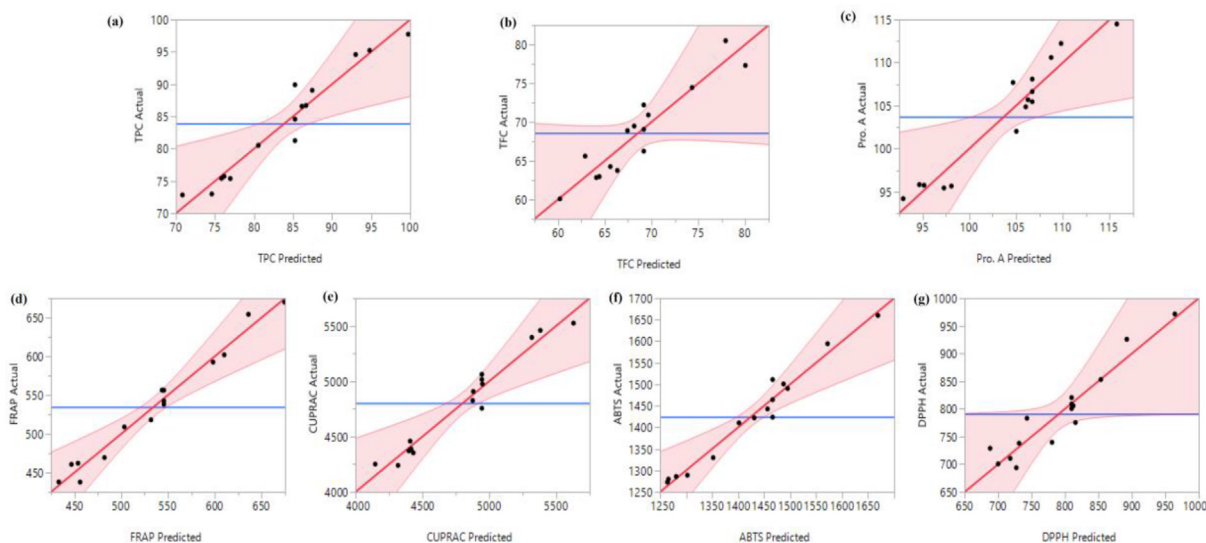 (a)
100
95
90
85
80
75
70
TPC Actual
70 75 80 85 90 95 100
TPC Predicted
(b)
80
75
70
65
60
TFC Actual
60 65 70 75 80
TFC Predicted
(c)
115
110
105
100
95
Pro. A Actual
95 100 105 110 115
Pro. A Predicted
(d)
650
600
550
500
450
FRAP Actual
450 500 550 600 650
FRAP Predicted
(e)
5500
5000
4500
4000
CUPRAC Actual
4000 4500 5000 5500
CUPRAC Predicted
(f)
1700
1650
1600
1550
1500
1450
1400
1350
1300
1250
ABTS Actual
1250 1350 1400 1450 1500 1550 1600 1650 1700
ABTS Predicted
(g)
1000
950
900
850
800
750
700
650
DPPH Actual
650 700 750 800 850 900 950 1000
DPPH Predicted